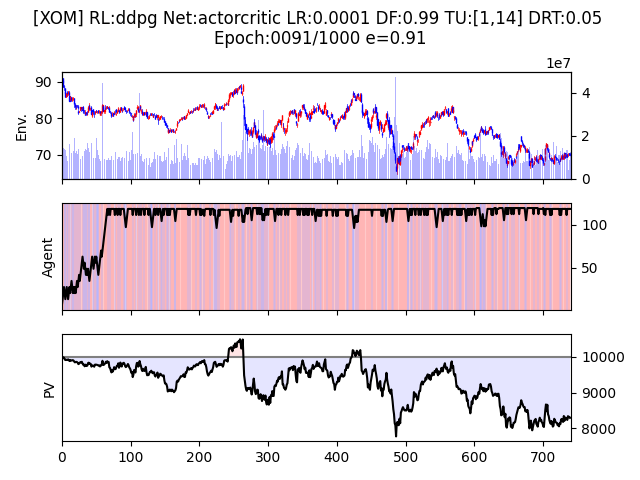 [XOM] RL:ddpg Net:actorcritic LR:0.0001 DF:0.99 TU:[1,14] DRT:0.05
Epoch:0091/1000 e=0.91
1e7
Env.
90
80
70
4
2
0
Agent
100
50
PV
10000
9000
8000
0 100 200 300 400 500 600 700